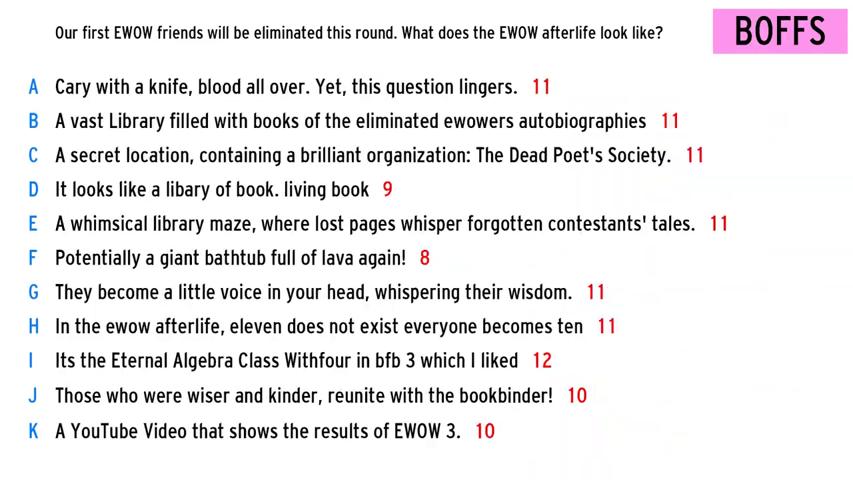 Our first EWOW friends will be eliminated this round. What does the EWOW afterlife look like?
BOFFS
A Cary with a knife, blood all over. Yet, this question lingers. 11
B A vast Library filled with books of the eliminated ewowers autobiographies 11
C A secret location, containing a brilliant organization: The Dead Poet's Society. 11
D It looks like a libary of book. living book 9
E A whimsical library maze, where lost pages whisper forgotten contestants' tales. 11
F Potentially a giant bathtub full of lava again! 8
G They become a little voice in your head, whispering their wisdom. 11
H In the ewow afterlife, eleven does not exist everyone becomes ten 11
I Its the Eternal Algebra Class Withfour in bfb 3 which I liked 12
J Those who were wiser and kinder, reunite with the bookbinder! 10
K A YouTube Video that shows the results of EWOW 3. 10